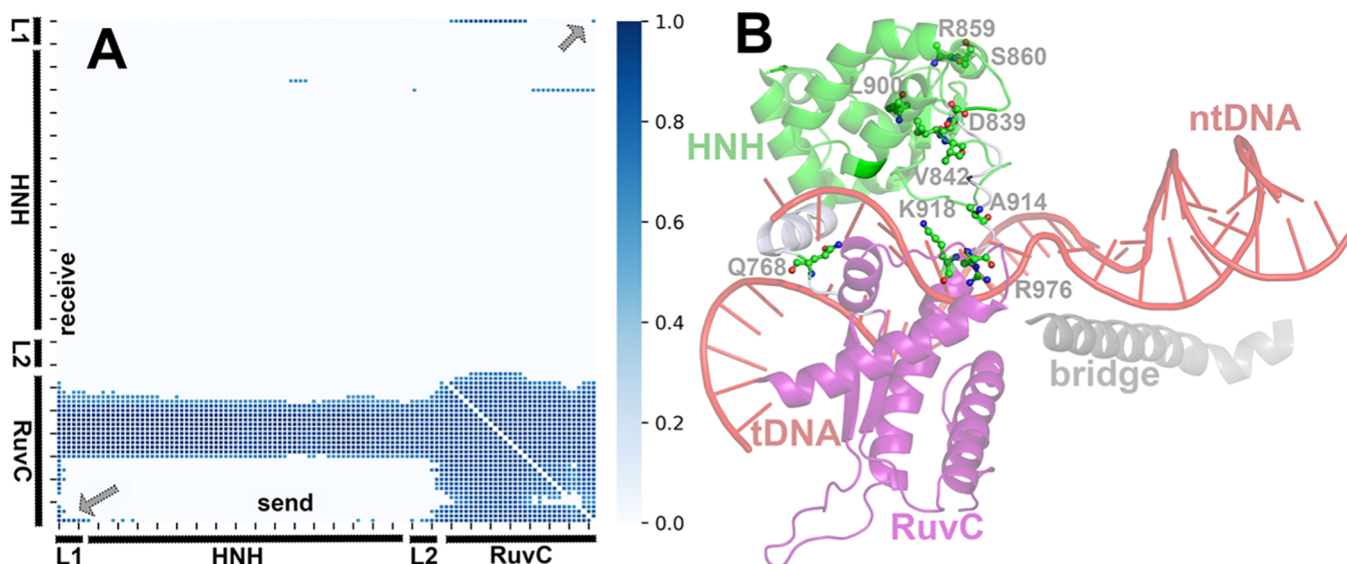 A
L1
HNH
L2
RuvC
receive
send
L1
HNH
L2
RuvC
1.0
0.8
0.6
0.4
0.2
0.0
B
R859
S860
L900
D839
HNH
V842
ntDNA
K918
A914
Q768
R976
bridge
tDNA
RuvC